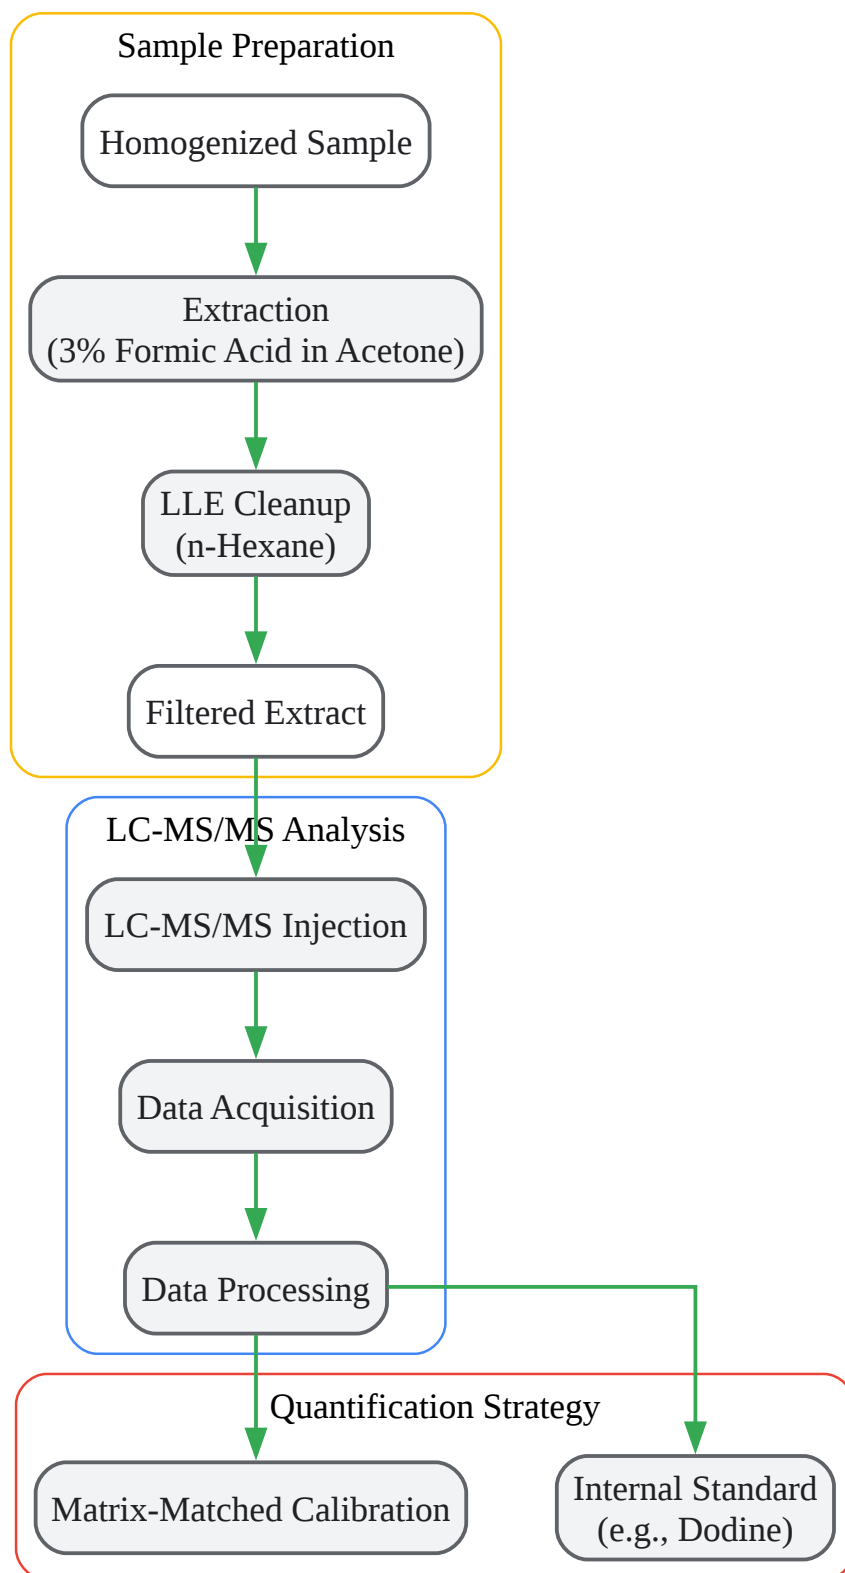 Sample Preparation
Homogenized Sample
Extraction
(3% Formic Acid in Acetone)
LLE Cleanup
(n-Hexane)
Filtered Extract
LC-MS/MS Analysis
LC-MS/MS Injection
Data Acquisition
Data Processing
Quantification Strategy
Matrix-Matched Calibration
Internal Standard
(e.g., Dodine)